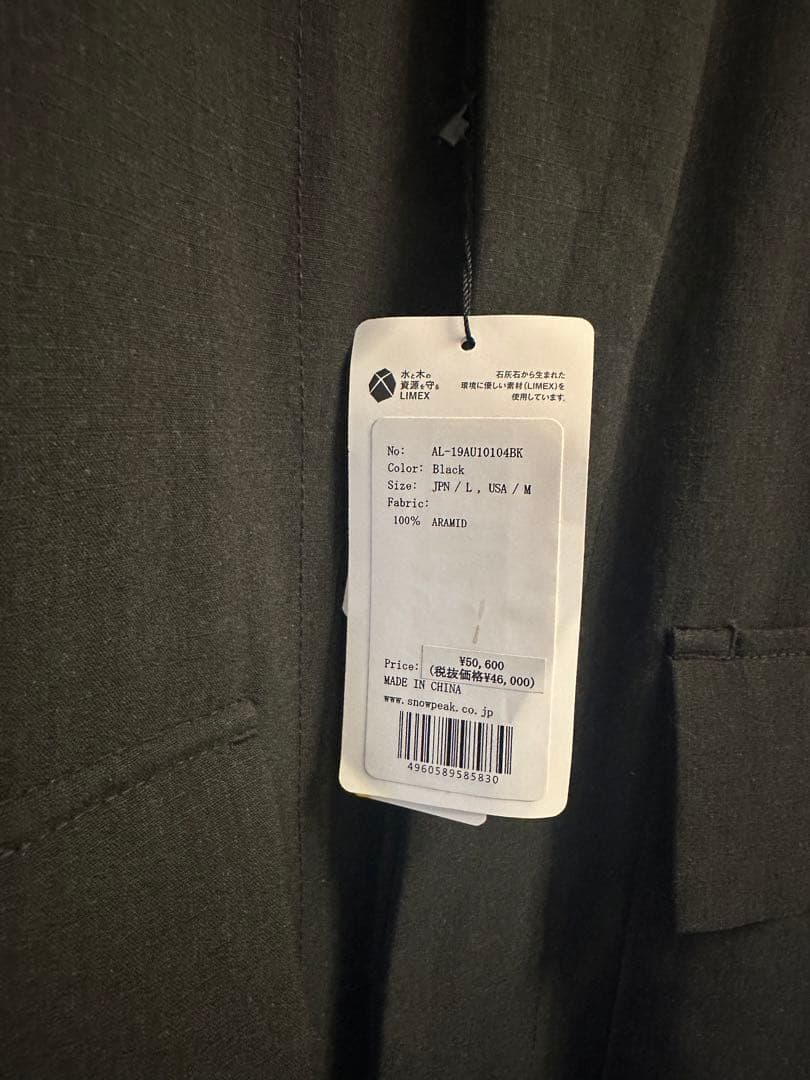 水と木の
資源を守る
LIMEX
石灰石から生まれた
環境に優しい素材(LIMEX)を
使用しています。
No: AL-19AU10104BK
Color: Black
Size: JPN / L , USA / M
Fabric:
100% ARAMID
Price: ¥50,600
(税抜価格¥46,000)
MADE IN CHINA
www.snowpeak.co.jp
4960589585830